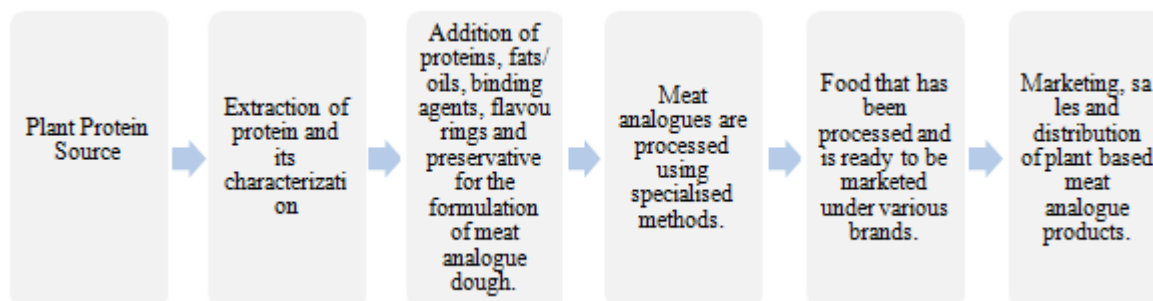 Plant Protein
Source
Extraction of
protein and
its
characterizati
on
Addition of
proteins, fats/
oils, binding
agents, flavou
rings and
preservative
for the
formulation
of meat
analogue
dough.
Meat
analogues are
processed
using
specialised
methods.
Food that has
been
processed and
is ready to be
marketed
under various
brands.
Marketing, sa
les and
distribution
of plant based
meat
analogue
products.